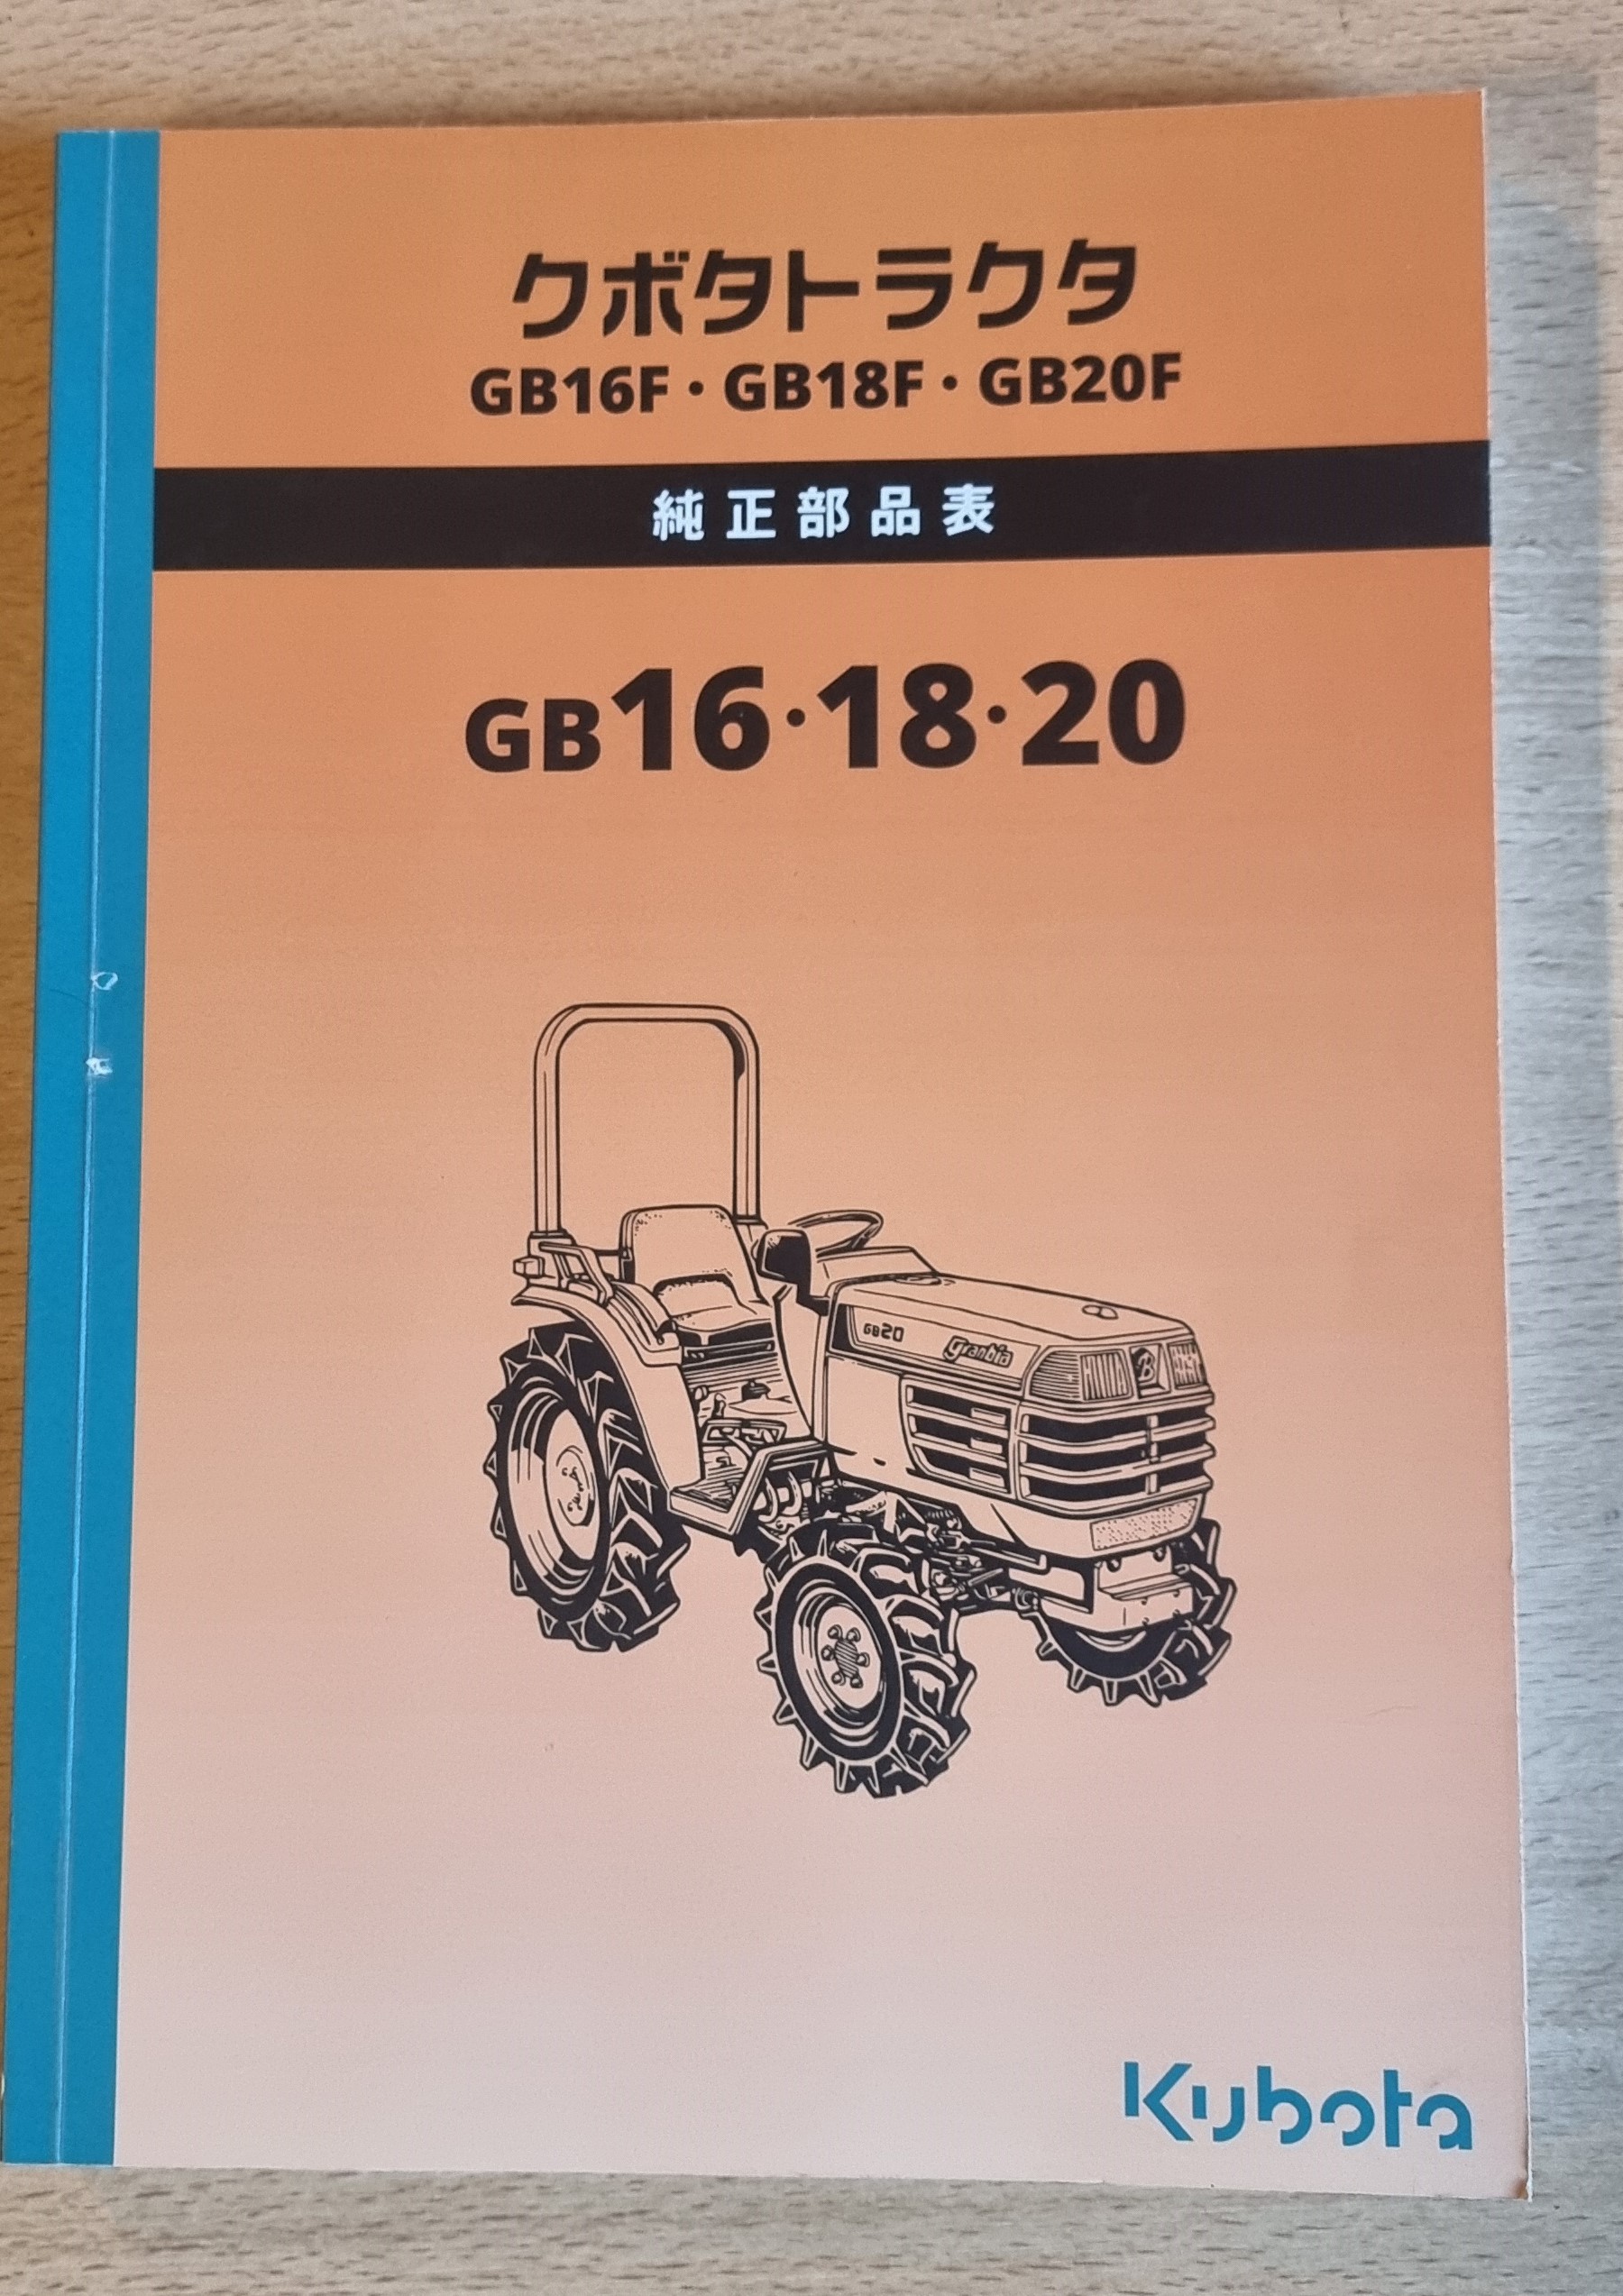 クボタトラクタ
GB16F・GB18F・GB20F
純正部品表
GB16・18・20
GB20
Granbia
B
Kubota